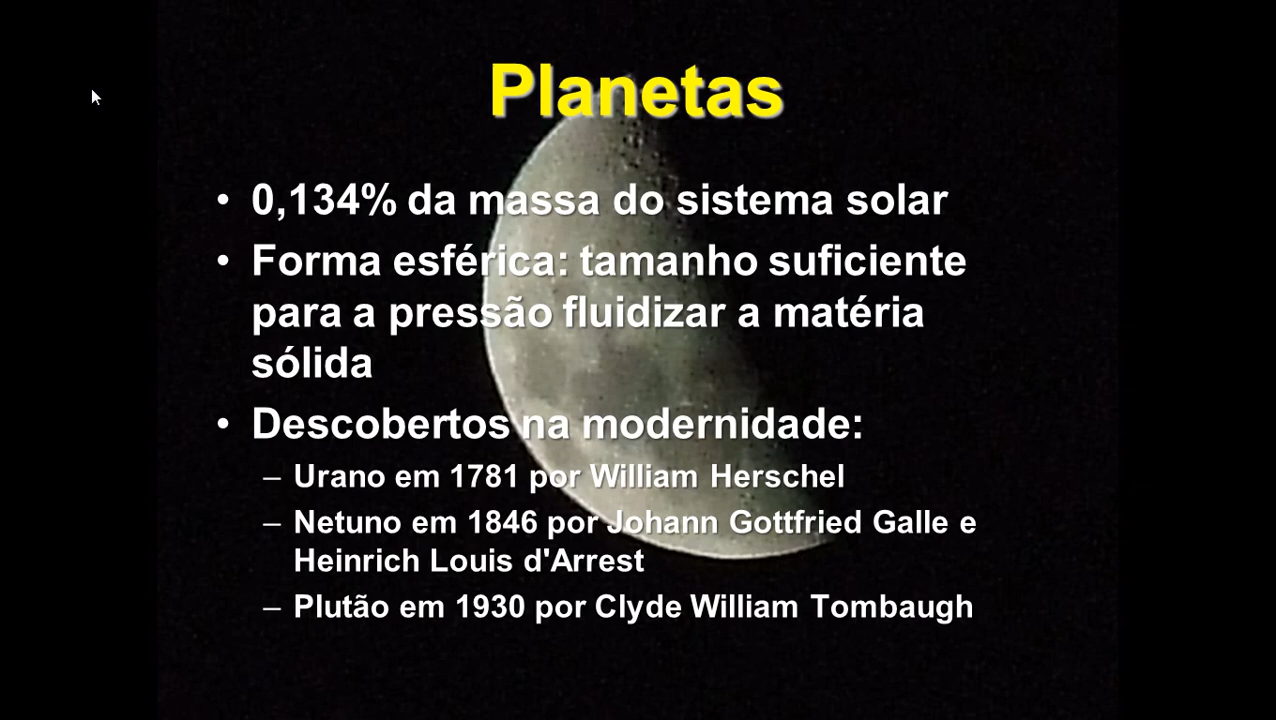 Planetas
• 0,134% da massa do sistema solar
• Forma esférica: tamanho suficiente
para a pressão fluidizar a matéria
sólida
• Descobertos na modernidade:
– Urano em 1781 por William Herschel
– Netuno em 1846 por Johann Gottfried Galle e
Heinrich Louis d'Arrest
– Plutão em 1930 por Clyde William Tombaugh